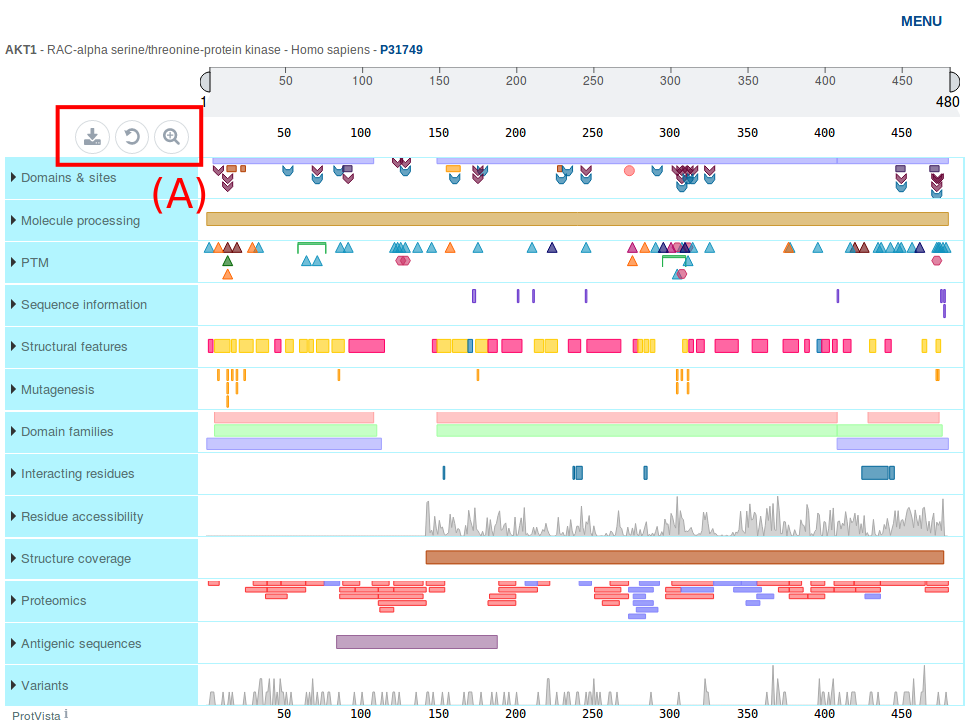 MENU
AKT1 - RAC-alpha serine/threonine-protein kinase - Homo sapiens - P31749
50 100 150 200 250 300 350 400 450
1 480
50 100 150 200 250 300 350 400 450
(A)
Domains & sites
Molecule processing
PTM
Sequence information
Structural features
Mutagenesis
Domain families
Interacting residues
Residue accessibility
Structure coverage
Proteomics
Antigenic sequences
Variants
ProtVista i 50 100 150 200 250 300 350 400 450